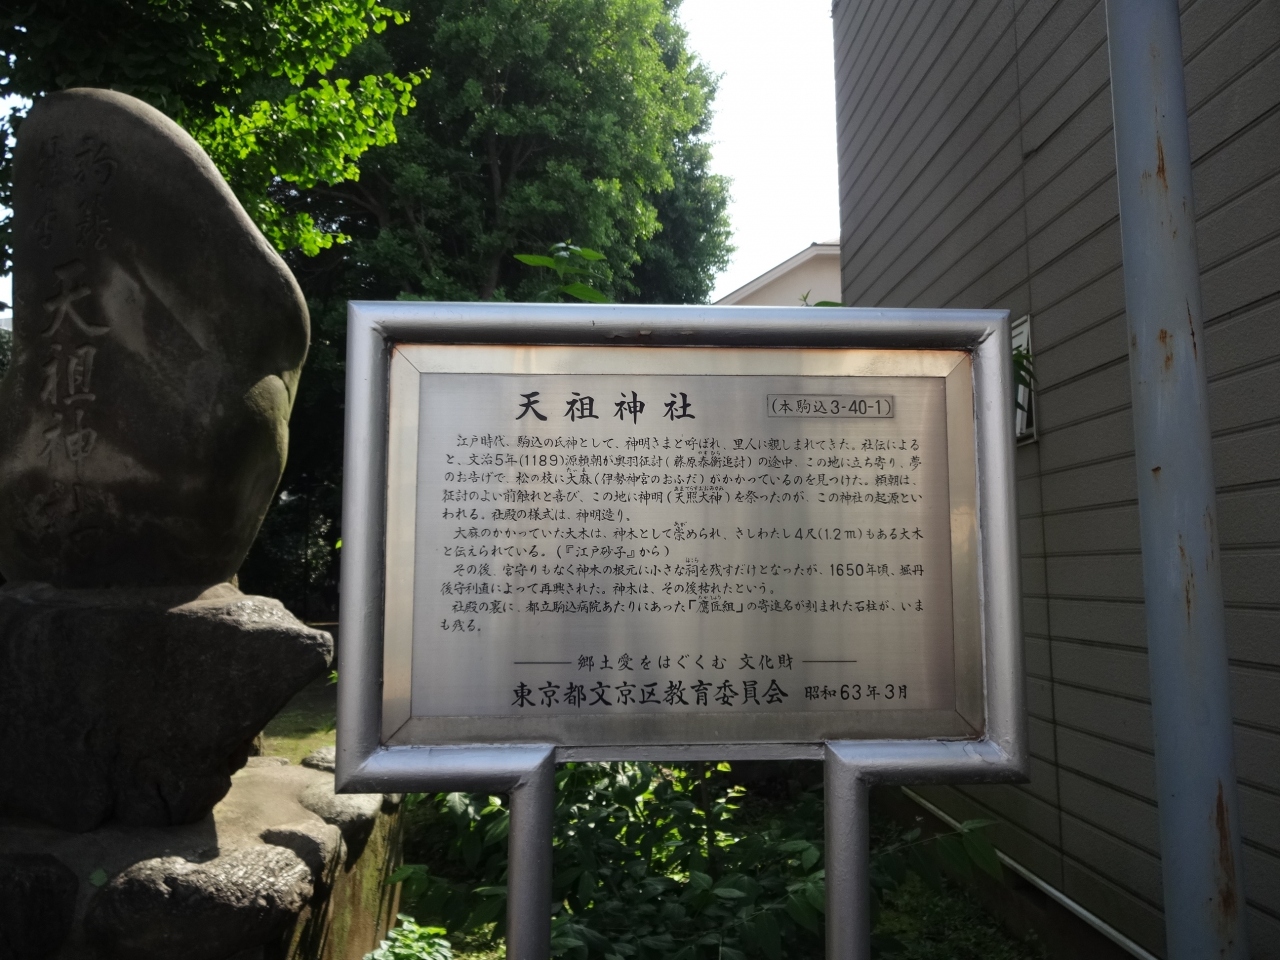 天祖神社
天祖神社
(本駒込3-40-1)
江戸時代、駒込の氏神として、神明さまと呼ばれ、里人に親しまれてきた。社伝による
と、文治5年(1189)源頼朝が奥羽征討(藤原泰衡追討)の途中、この地に立ち寄り、夢
のお告げで、松の枝に大麻(伊勢神宮のおふだ)がかかっているのを見つけた。頼朝は、
征討のよい前触れと喜び、この地に神明(天照大神)を祭ったのが、この神社の起源とい
われる。社殿の様式は、神明造り。
大麻のかかっていた大木は、神木として崇められ、さしわたし4尺(1.2m)もある大木
と伝えられている。(『江戸砂子』から)
その後、宮守りもなく神木の根元に小さな祠を残すだけとなったが、1650年頃、堀丹
後守利直によって再興された。神木は、その後枯れたという。
社殿の裏に、都立駒込病院あたりにあった「鷹匠組」の寄進名が刻まれた石柱が、いま
も残る。
郷土愛をはぐくむ 文化財
東京都文京区教育委員会 昭和63年3月